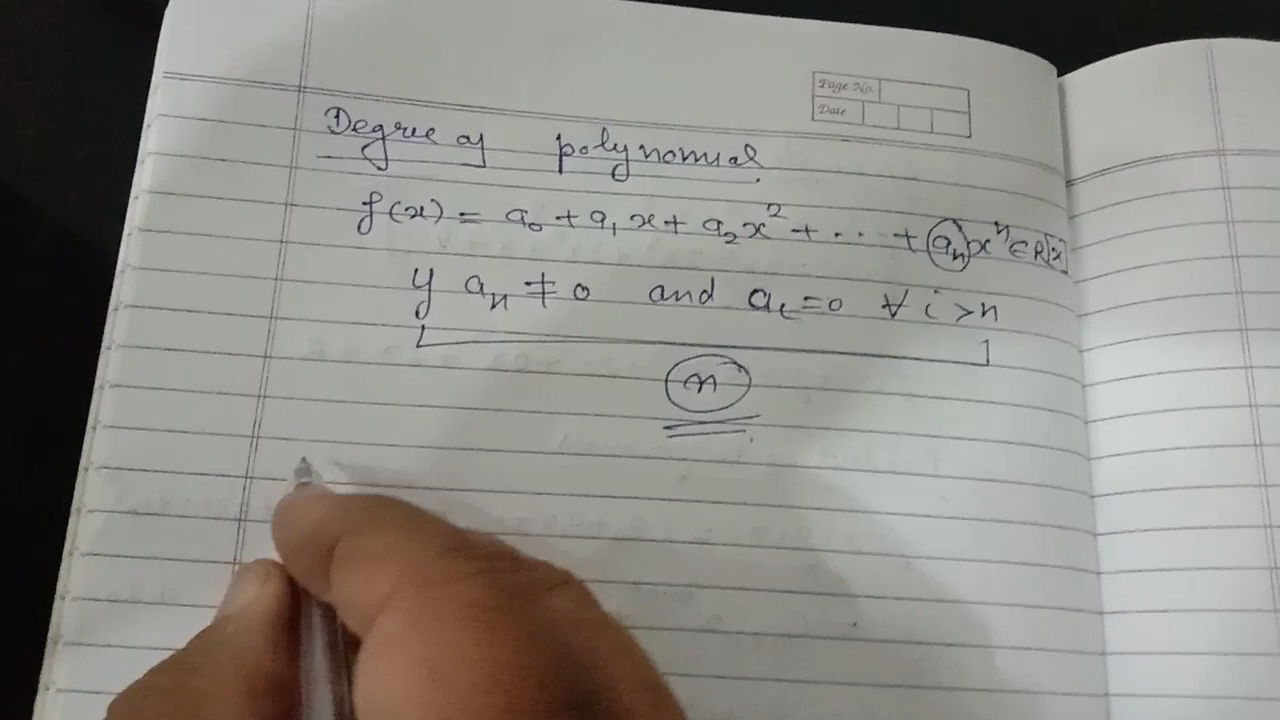 Page No.
Date
Degree of polynomial
f(x) = a₀ + a₁x + a₂x² + ... + aₙxⁿ ∈ R[x]
if aₙ ≠ 0 and aᵢ = 0 ∀ i > n
n